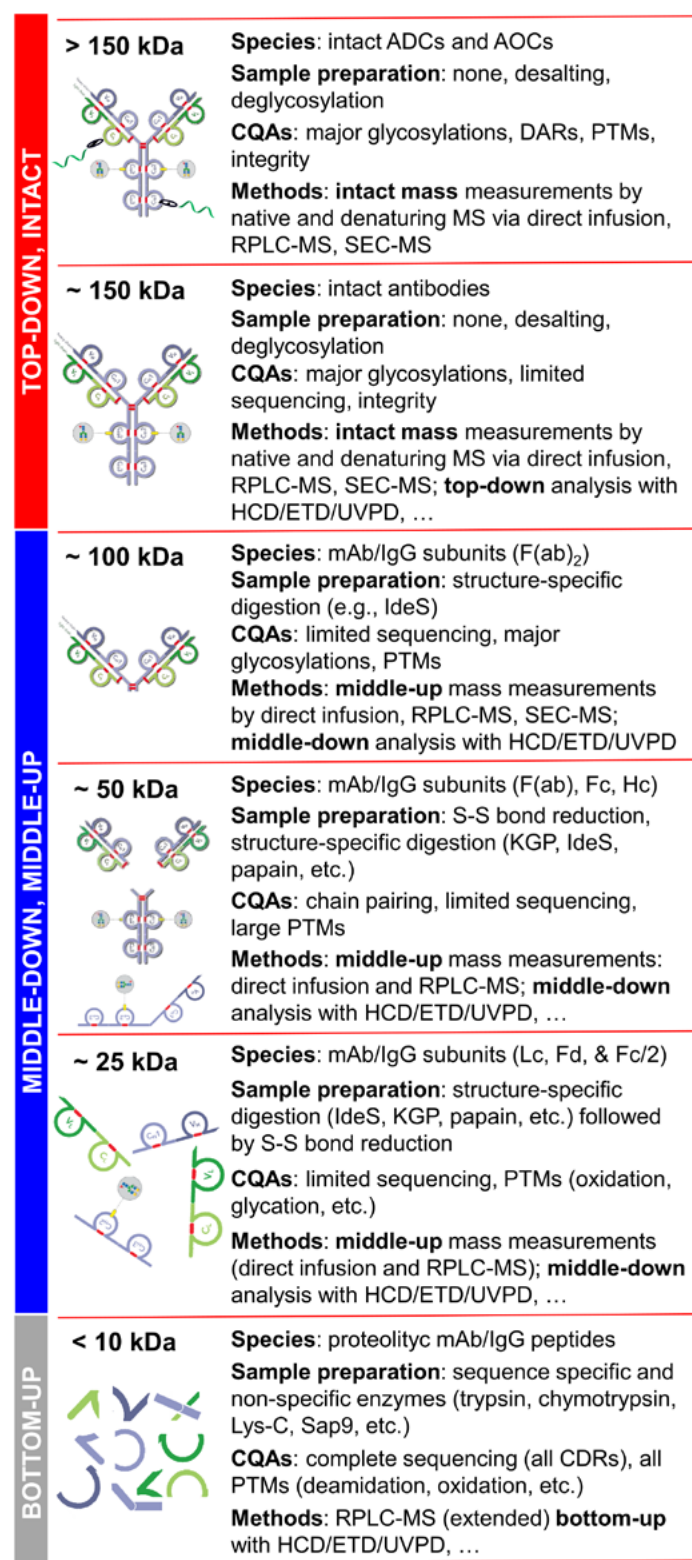 TOP-DOWN, INTACT
> 150 kDa
Species: intact ADCs and AOCs
Sample preparation: none, desalting,
deglycosylation
CQAs: major glycosylations, DARs, PTMs,
integrity
Methods: intact mass measurements by
native and denaturing MS via direct infusion,
RPLC-MS, SEC-MS
~ 150 kDa
Species: intact antibodies
Sample preparation: none, desalting,
deglycosylation
CQAs: major glycosylations, limited
sequencing, integrity
Methods: intact mass measurements by
native and denaturing MS via direct infusion,
RPLC-MS, SEC-MS; top-down analysis with
HCD/ETD/UVPD, …
MIDDLE-DOWN, MIDDLE-UP
~ 100 kDa
Species: mAb/IgG subunits (F(ab)₂)
Sample preparation: structure-specific
digestion (e.g., IdeS)
CQAs: limited sequencing, major
glycosylations, PTMs
Methods: middle-up mass measurements
by direct infusion, RPLC-MS, SEC-MS;
middle-down analysis with HCD/ETD/UVPD
~ 50 kDa
Species: mAb/IgG subunits (F(ab), Fc, Hc)
Sample preparation: S-S bond reduction,
structure-specific digestion (KGP, IdeS,
papain, etc.)
CQAs: chain pairing, limited sequencing,
large PTMs
Methods: middle-up mass measurements:
direct infusion and RPLC-MS; middle-down
analysis with HCD/ETD/UVPD, …
~ 25 kDa
Species: mAb/IgG subunits (Lc, Fd, & Fc/2)
Sample preparation: structure-specific
digestion (IdeS, KGP, papain, etc.) followed
by S-S bond reduction
CQAs: limited sequencing, PTMs (oxidation,
glycation, etc.)
Methods: middle-up mass measurements
(direct infusion and RPLC-MS); middle-down
analysis with HCD/ETD/UVPD, …
BOTTOM-UP
< 10 kDa
Species: proteolityc mAb/IgG peptides
Sample preparation: sequence specific and
non-specific enzymes (trypsin, chymotrypsin,
Lys-C, Sap9, etc.)
CQAs: complete sequencing (all CDRs), all
PTMs (deamidation, oxidation, etc.)
Methods: RPLC-MS (extended) bottom-up
with HCD/ETD/UVPD, …